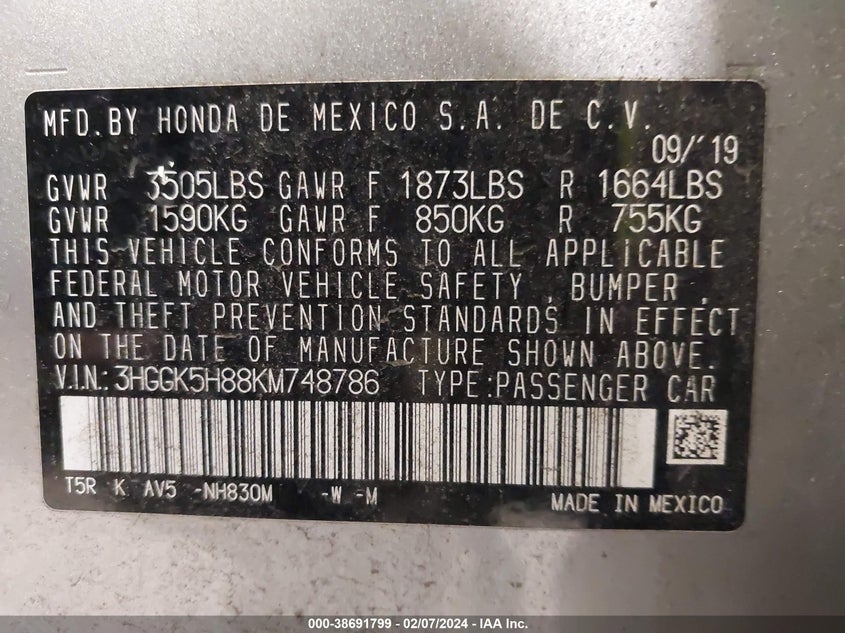 MFD. BY HONDA DE MEXICO S.A. DE C.V.
09/'19
GVWR 3505LBS GAWR F 1873LBS R 1664LBS
GVWR 1590KG GAWR F 850KG R 755KG
THIS VEHICLE CONFORMS TO ALL APPLICABLE
FEDERAL MOTOR VEHICLE SAFETY , BUMPER ,
AND THEFT PREVENTION STANDARDS IN EFFECT
ON THE DATE OF MANUFACTURE SHOWN ABOVE.
V.I.N.: 3HGGK5H88KM748786 TYPE:PASSENGER CAR
T5R K AV5 -NH830M -W -M MADE IN MEXICO
000-38691799 — 02/07/2024 — IAA Inc.